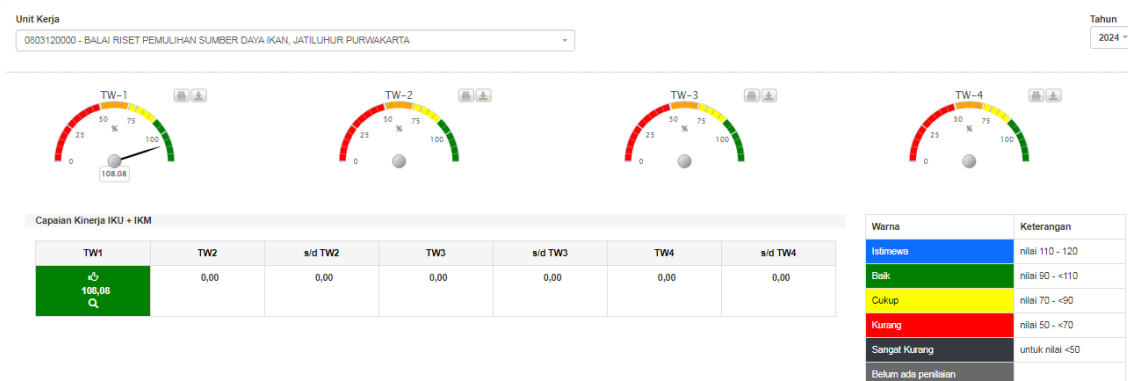 Unit Kerja
Tahun
0803120000 - BALAI RISET PEMULIHAN SUMBER DAYA IKAN, JATILUHUR PURWAKARTA
2024
TW-1
TW-2
TW-3
TW-4
0 25 50 75 100 %
108.08
0 25 50 75 100 %
0 25 50 75 100 %
0 25 50 75 100 %
Capaian Kinerja IKU + IKM
TW1 TW2 s/d TW2 TW3 s/d TW3 TW4 s/d TW4
108,08 0,00 0,00 0,00 0,00 0,00 0,00
Warna Keterangan
Istimewa nilai 110 - 120
Baik nilai 90 - <110
Cukup nilai 70 - <90
Kurang nilai 50 - <70
Sangat Kurang untuk nilai <50
Belum ada penilaian